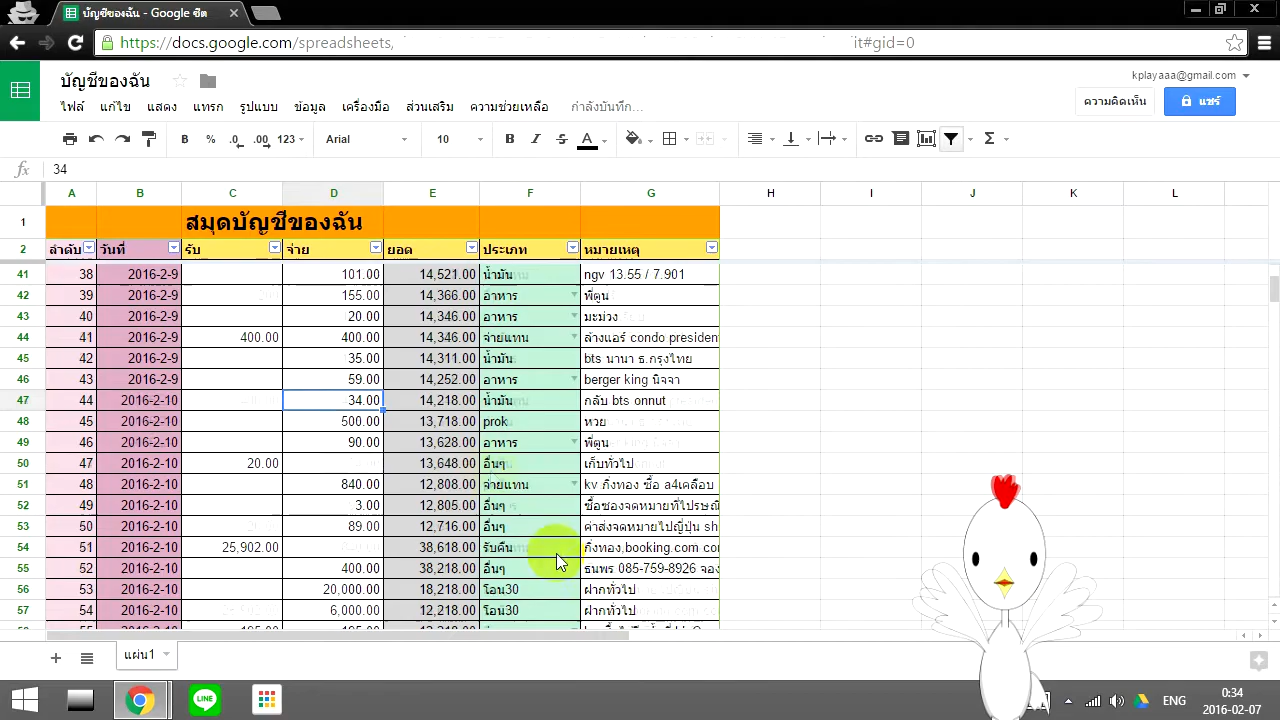 บัญชีของฉัน - Google ชีต
https://docs.google.com/spreadsheets, it#gid=0
บัญชีของฉัน
kplayaaa@gmail.com
ไฟล์ แก้ไข แสดง แทรก รูปแบบ ข้อมูล เครื่องมือ ส่วนเสริม ความช่วยเหลือ กำลังบันทึก...
ความคิดเห็น แชร์
B % .0 .00 123 Arial 10 B I S A Σ
fx 34
A B C D E F G H I J K L
1 สมุดบัญชีของฉัน
2 ลำดับ วันที่ รับ จ่าย ยอด ประเภท หมายเหตุ
41 38 2016-2-9 101.00 14,521.00 น้ำมัน ngv 13.55 / 7.901
42 39 2016-2-9 155.00 14,366.00 อาหาร พี่ตูน
43 40 2016-2-9 20.00 14,346.00 อาหาร มะม่วง
44 41 2016-2-9 400.00 400.00 14,346.00 จ่ายแทน ล้างแอร์ condo president
45 42 2016-2-9 35.00 14,311.00 น้ำมัน bts นานา ธ.กรุงไทย
46 43 2016-2-9 59.00 14,252.00 อาหาร berger king นิจจา
47 44 2016-2-10 34.00 14,218.00 น้ำมัน กลับ bts onnut
48 45 2016-2-10 500.00 13,718.00 prok หวย
49 46 2016-2-10 90.00 13,628.00 อาหาร พี่ตูน
50 47 2016-2-10 20.00 13,648.00 อื่นๆ เก็บทั่วไป
51 48 2016-2-10 840.00 12,808.00 จ่ายแทน kv กิ่งทอง ซื้อ a4เคลือบ
52 49 2016-2-10 3.00 12,805.00 อื่นๆ ซื้อซองจดหมายที่ไปรษณี
53 50 2016-2-10 89.00 12,716.00 อื่นๆ ค่าส่งจดหมายไปญี่ปุ่น sh
54 51 2016-2-10 25,902.00 38,618.00 รับคืน กิ่งทอง,booking.com
55 52 2016-2-10 400.00 38,218.00 อื่นๆ ธนพร 085-759-8926 จอง
56 53 2016-2-10 20,000.00 18,218.00 โอน30 ฝากทั่วไป
57 54 2016-2-10 6,000.00 12,218.00 โอน30 ฝากทั่วไป
แผ่น1
LINE
ENG
0:34
2016-02-07